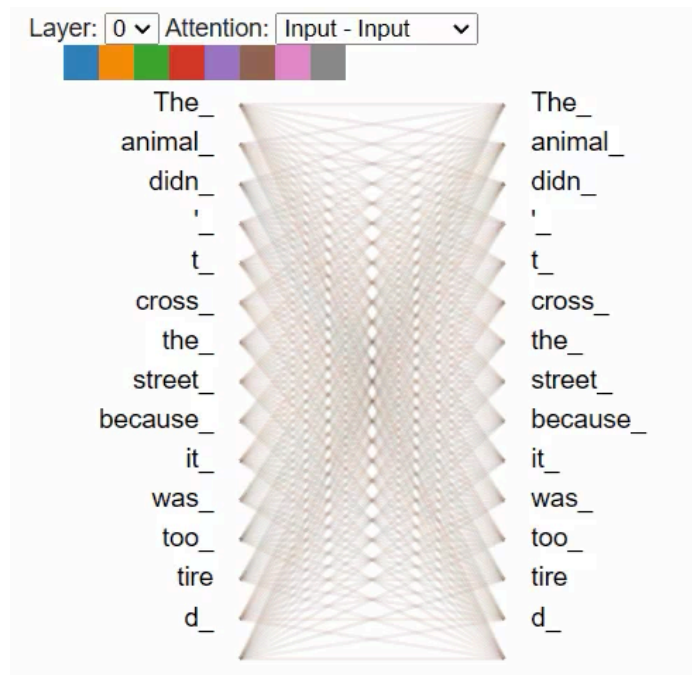 Layer: 0 Attention: Input - Input
The_ The_
animal_ animal_
didn_ didn_
'_ '_
t_ t_
cross_ cross_
the_ the_
street_ street_
because_ because_
it_ it_
was_ was_
too_ too_
tire tire
d_ d_